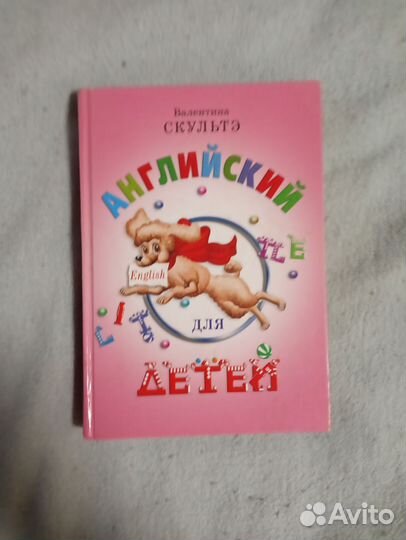 Валентина
СКУЛЬТЭ
АНГЛИЙСКИЙ
English
ДЛЯ
ДЕТЕЙ
Avito